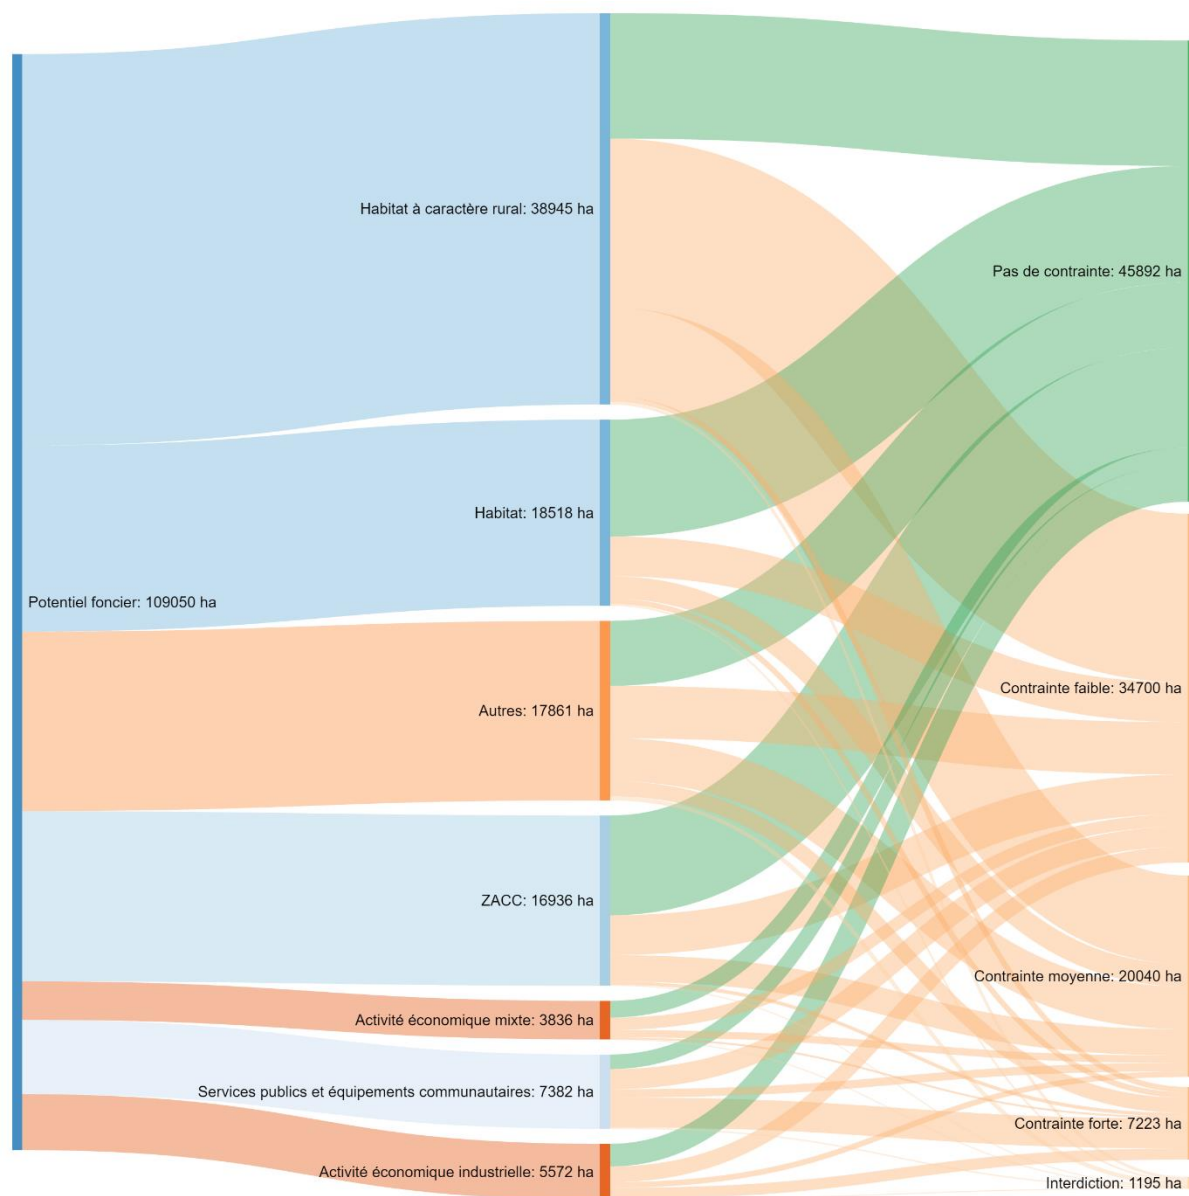 Potentiel foncier: 109050 ha
Habitat à caractère rural: 38945 ha
Habitat: 18518 ha
Autres: 17861 ha
ZACC: 16936 ha
Activité économique mixte: 3836 ha
Services publics et équipements communautaires: 7382 ha
Activité économique industrielle: 5572 ha
Pas de contrainte: 45892 ha
Contrainte faible: 34700 ha
Contrainte moyenne: 20040 ha
Contrainte forte: 7223 ha
Interdiction: 1195 ha